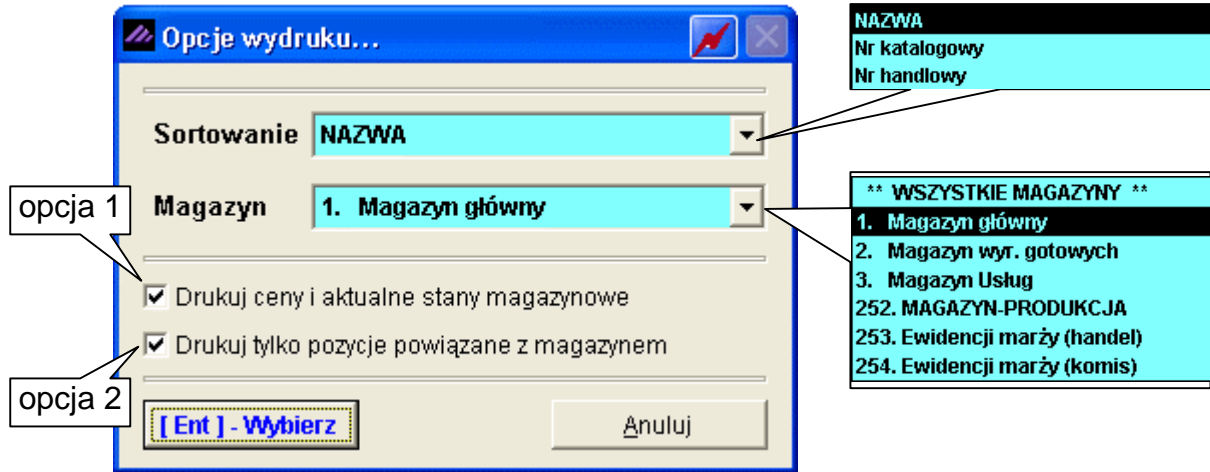 Opcje wydruku...
Sortowanie NAZWA
Magazyn 1. Magazyn główny
opcja 1
Drukuj ceny i aktualne stany magazynowe
Drukuj tylko pozycje powiązane z magazynem
opcja 2
[ Ent ] - Wybierz
Anuluj
NAZWA
Nr katalogowy
Nr handlowy
** WSZYSTKIE MAGAZYNY **
1. Magazyn główny
2. Magazyn wyr. gotowych
3. Magazyn Usług
252. MAGAZYN-PRODUKCJA
253. Ewidencji marży (handel)
254. Ewidencji marży (komis)